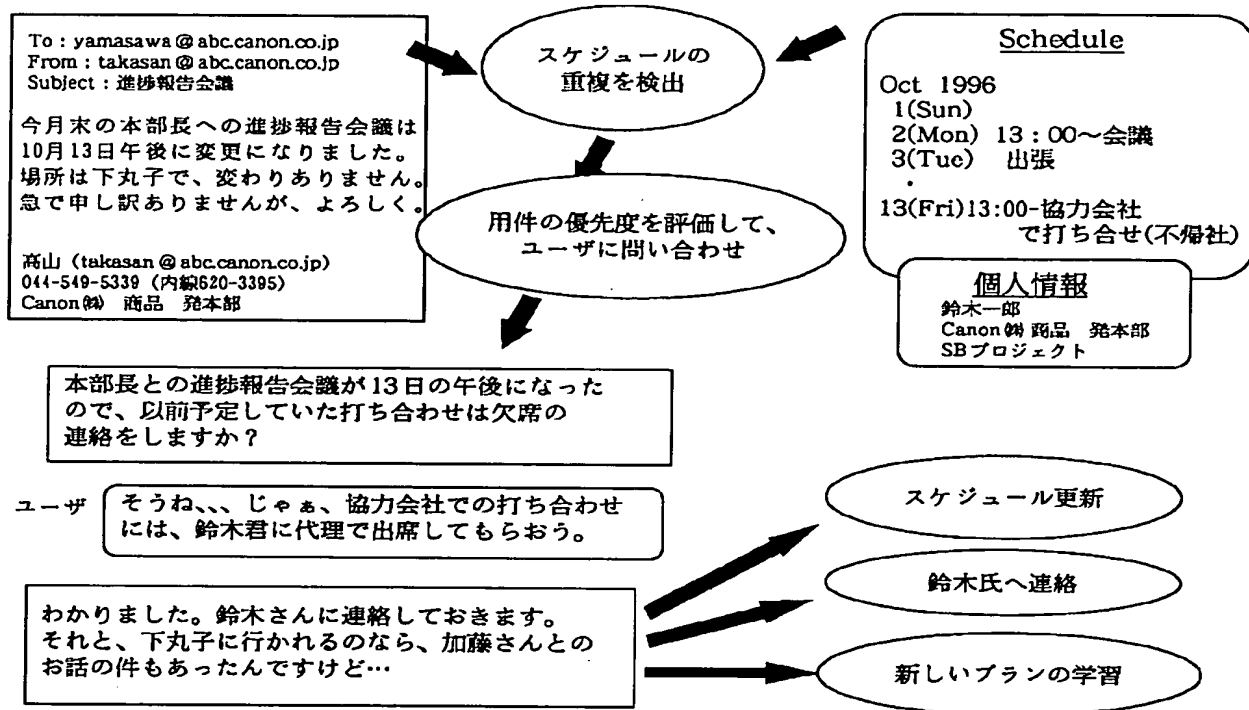 To : yamasawa@abc.canon.co.jp
From : takasan@abc.canon.co.jp
Subject : 進捗報告会議
今月末の本部長への進捗報告会議は
10月13日午後に変更になりました。
場所は下丸子で、変わりありません。
急で申し訳ありませんが、よろしく。
髙山 (takasan@abc.canon.co.jp)
044-549-5339 (内線620-3395)
Canon㈱ 商品 発本部
スケジュールの
重複を検出
Schedule
Oct 1996
1(Sun)
2(Mon) 13:00~会議
3(Tue) 出張
・
13(Fri)13:00-協力会社
で打ち合せ(不帰社)
用件の優先度を評価して、
ユーザに問い合わせ
個人情報
鈴木一郎
Canon㈱ 商品 発本部
SBプロジェクト
本部長との進捗報告会議が13日の午後になった
ので、以前予定していた打ち合わせは欠席の
連絡をしますか?
ユーザ
そうね、、、じゃぁ、協力会社での打ち合わせ
には、鈴木君に代理で出席してもらおう。
わかりました。鈴木さんに連絡しておきます。
それと、下丸子に行かれるのなら、加藤さんとの
お話の件もあったんですけど…
スケジュール更新
鈴木氏へ連絡
新しいプランの学習